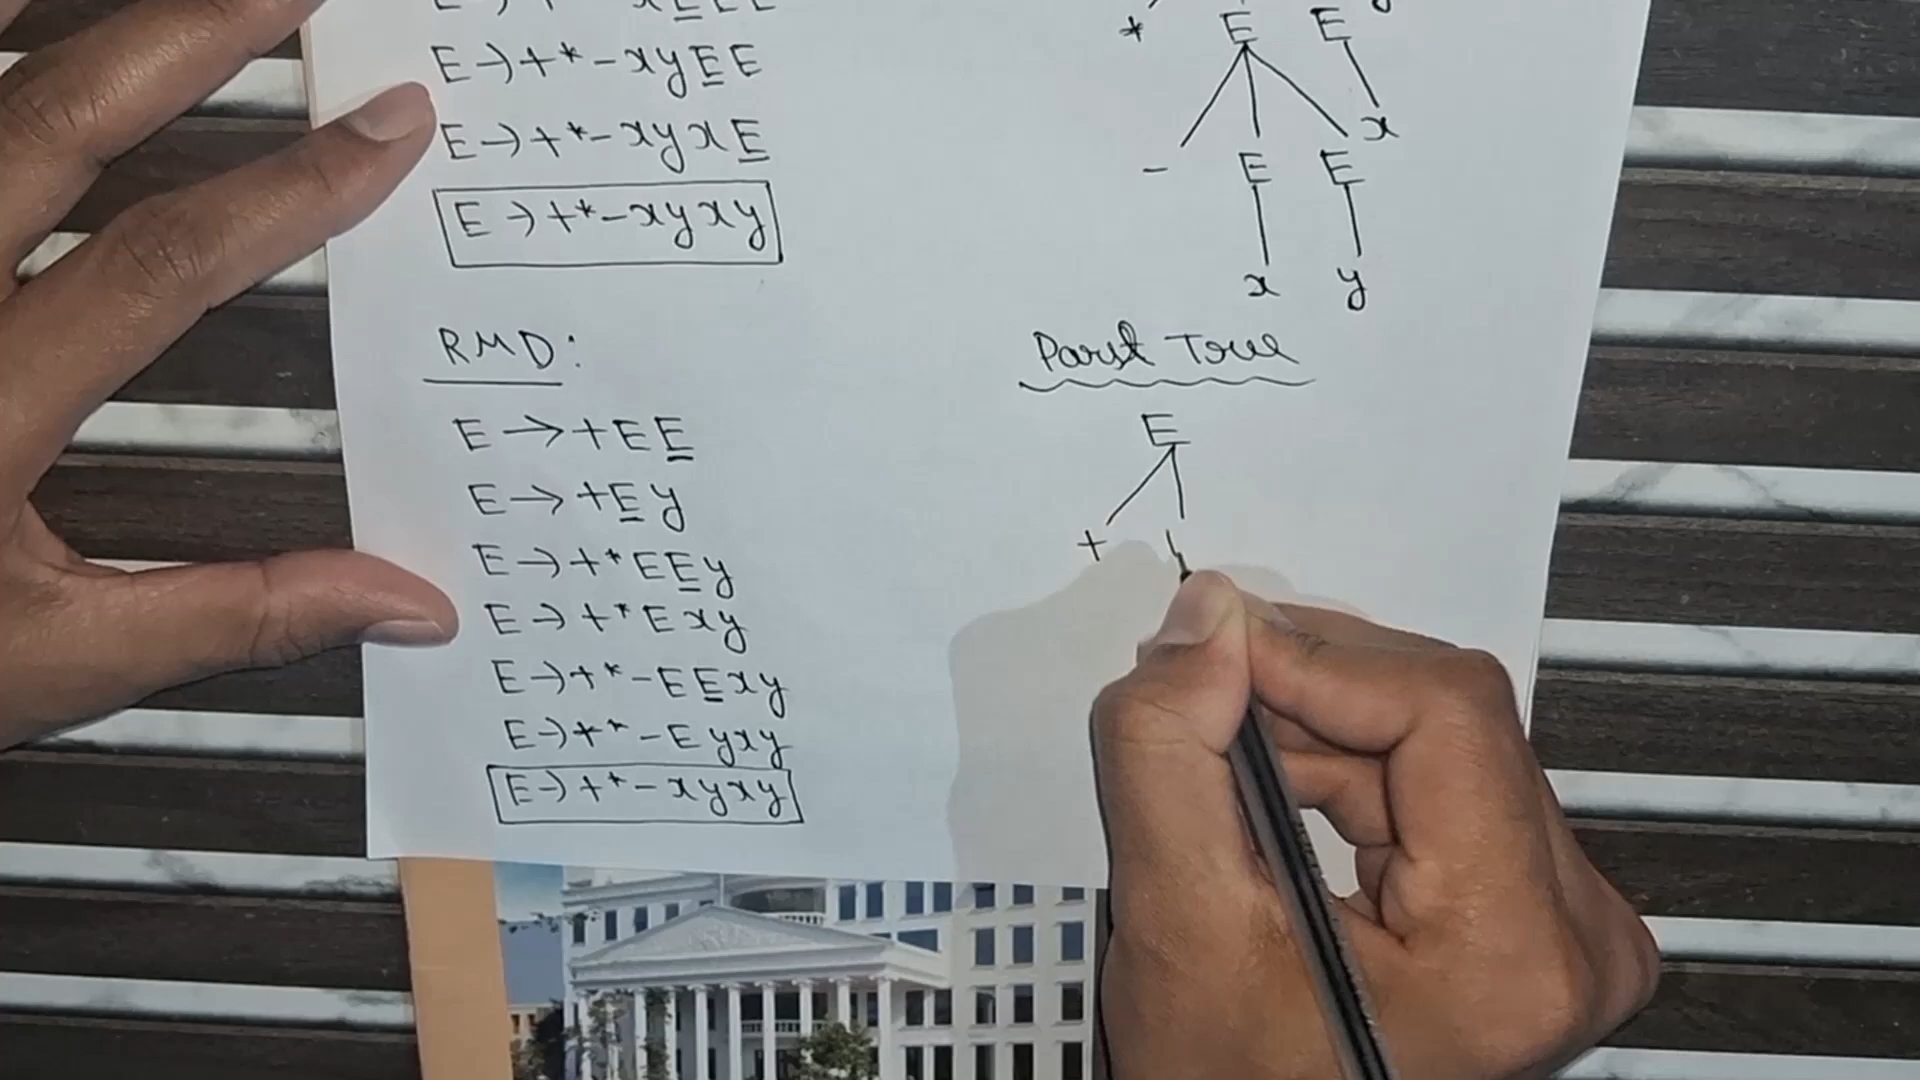 E→+*-xyEE
E→+*-xyxE
E→+*-xyxy
* E E
x
- E E
x y
RMD:
E→+EE
E→+Ey
E→+*EEy
E→+*Exy
E→+*-EExy
E→+*-Eyxy
E→+*-xyxy
Parse Tree
E
+